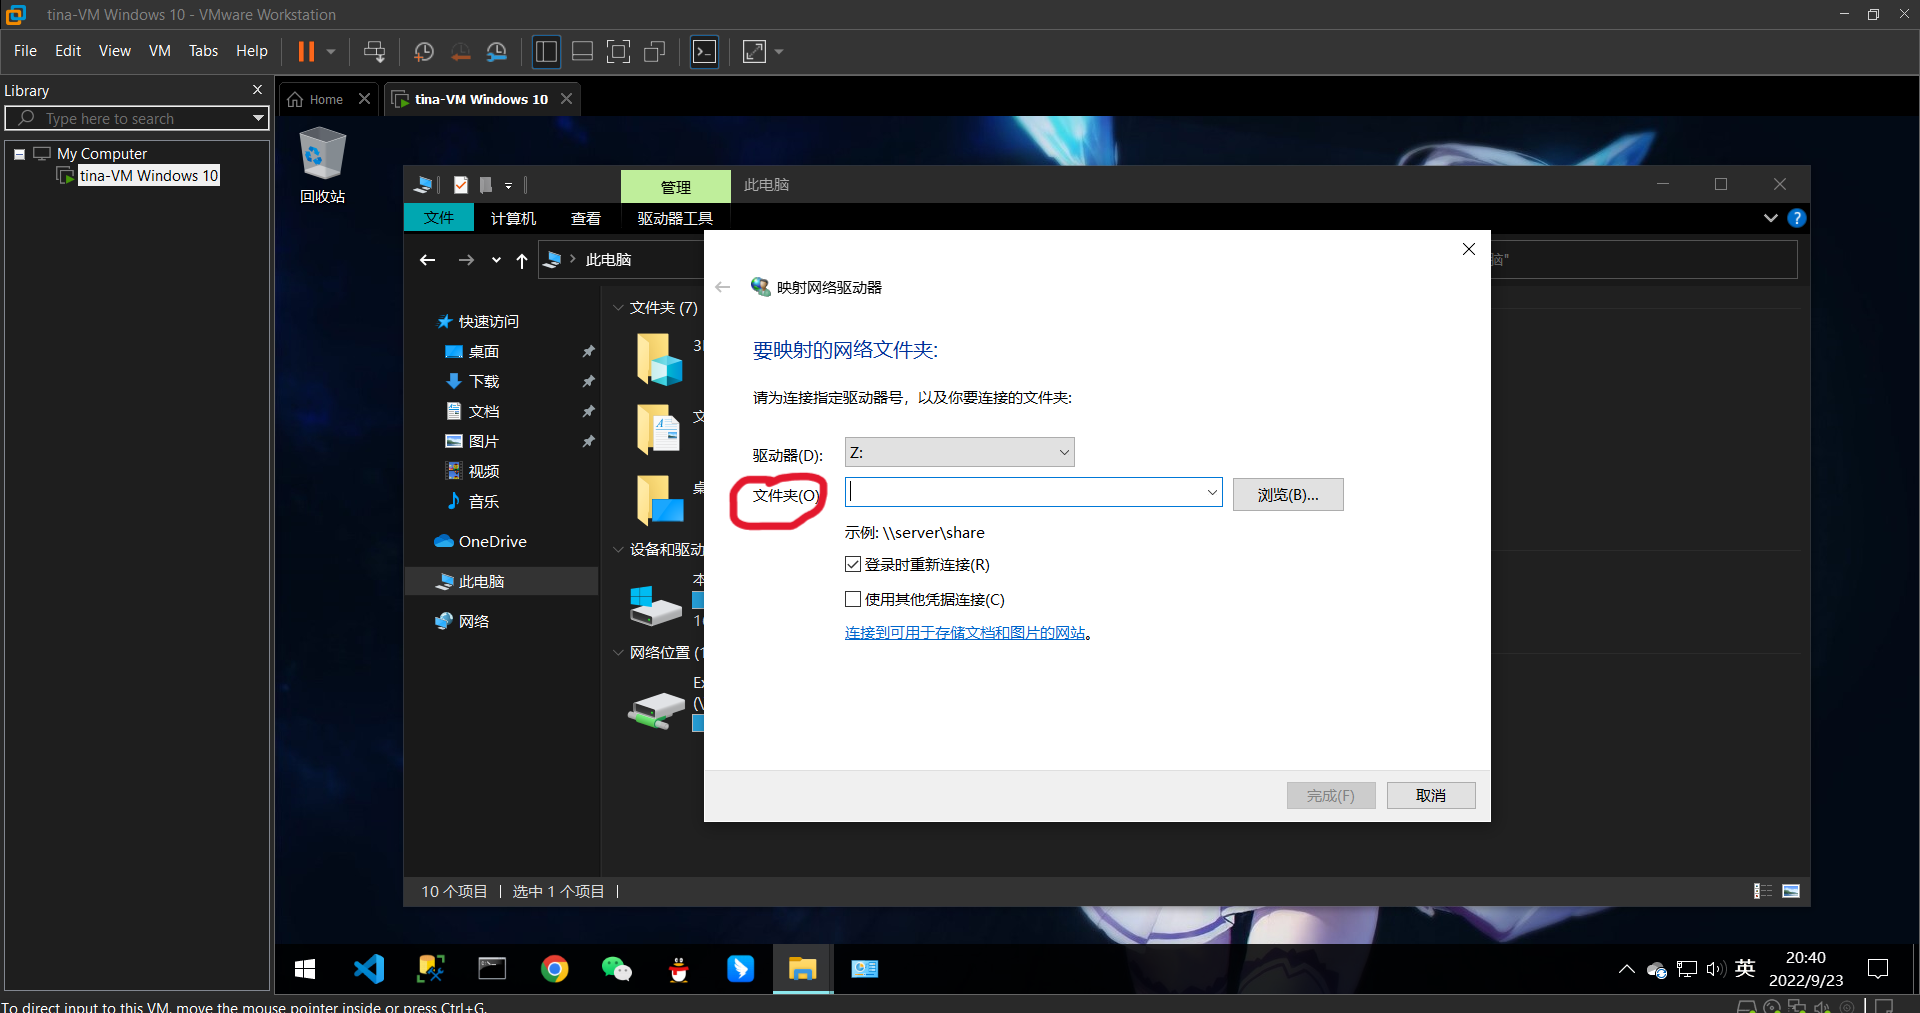 tina-VM Windows 10 - VMware Workstation
File Edit View VM Tabs Help
Library
Type here to search
My Computer
tina-VM Windows 10
Home
tina-VM Windows 10
回收站
管理
此电脑
文件 计算机 查看 驱动器工具
此电脑
脑"
快速访问
桌面
下载
文档
图片
视频
音乐
OneDrive
此电脑
网络
文件夹 (7)
设备和驱动
网络位置 (1
映射网络驱动器
要映射的网络文件夹:
请为连接指定驱动器号，以及你要连接的文件夹:
驱动器(D): Z:
文件夹(O)
浏览(B)...
示例: \\server\share
登录时重新连接(R)
使用其他凭据连接(C)
连接到可用于存储文档和图片的网站。
完成(F) 取消
10 个项目 选中 1 个项目
英
20:40
2022/9/23
To direct input to this VM, move the mouse pointer inside or press Ctrl+G.